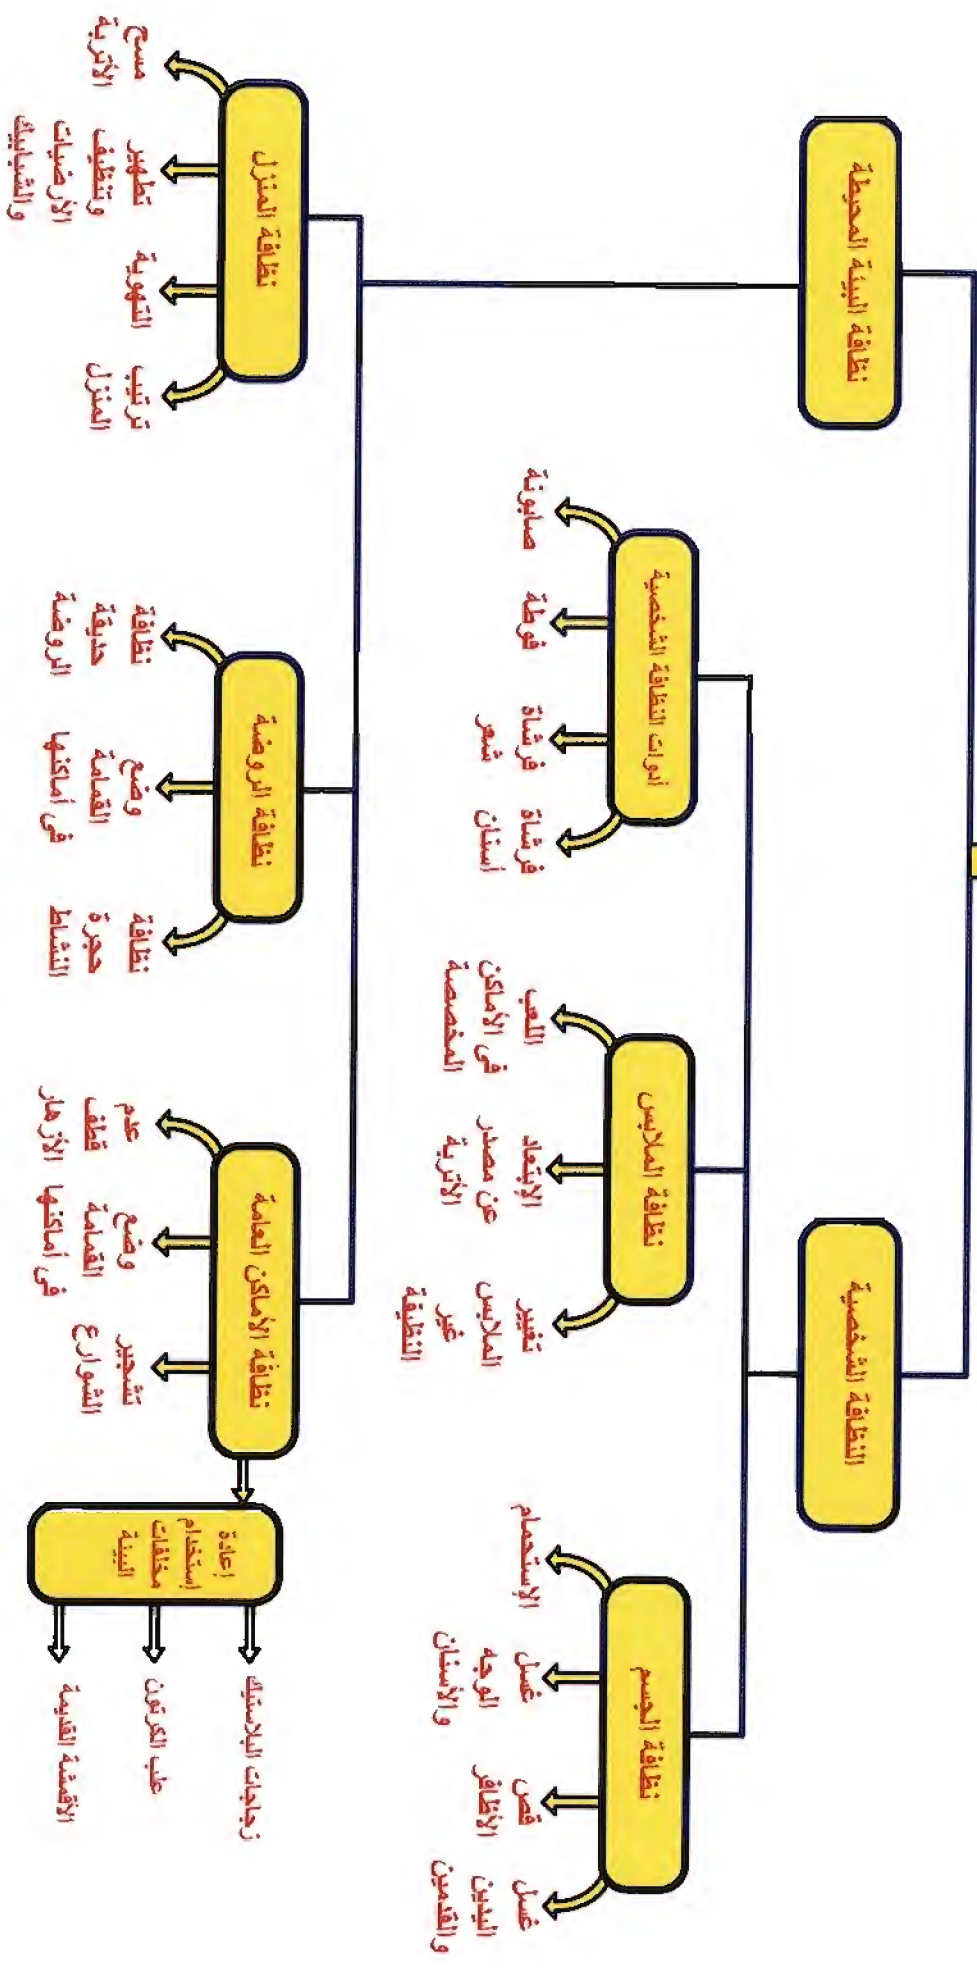 النظافة الشخصية
نظافة البيئة المحيطة
نظافة الجسم
غسل
اليدين
والقدمين
قص
الأظافر
غسل
الوجه
والأسنان
الإستحمام
نظافة الملابس
تغيير
الملابس
غير
النظيفة
الإبتعاد
عن مصدر
الأتربة
اللعب
فى الأماكن
المخصصة
أدوات النظافة الشخصية
فرشاة
أسنان
فرشاة
شعر
فوطة
صابونة
نظافة الأماكن العامة
تشجير
الشوارع
وضع
القمامة
فى أماكنها
عدم
قطف
الأزهار
إعادة
إستخدام
مخلفات
البيئة
زجاجات البلاستيك
علب الكرتون
الأقمشة القديمة
نظافة الروضة
نظافة
حجرة
النشاط
وضع
القمامة
فى أماكنها
نظافة
حديقة
الروضة
نظافة المنزل
ترتيب
المنزل
التهوية
تطهير
وتنظيف
الأرضيات
والشبابيك
مسح
الأتربة